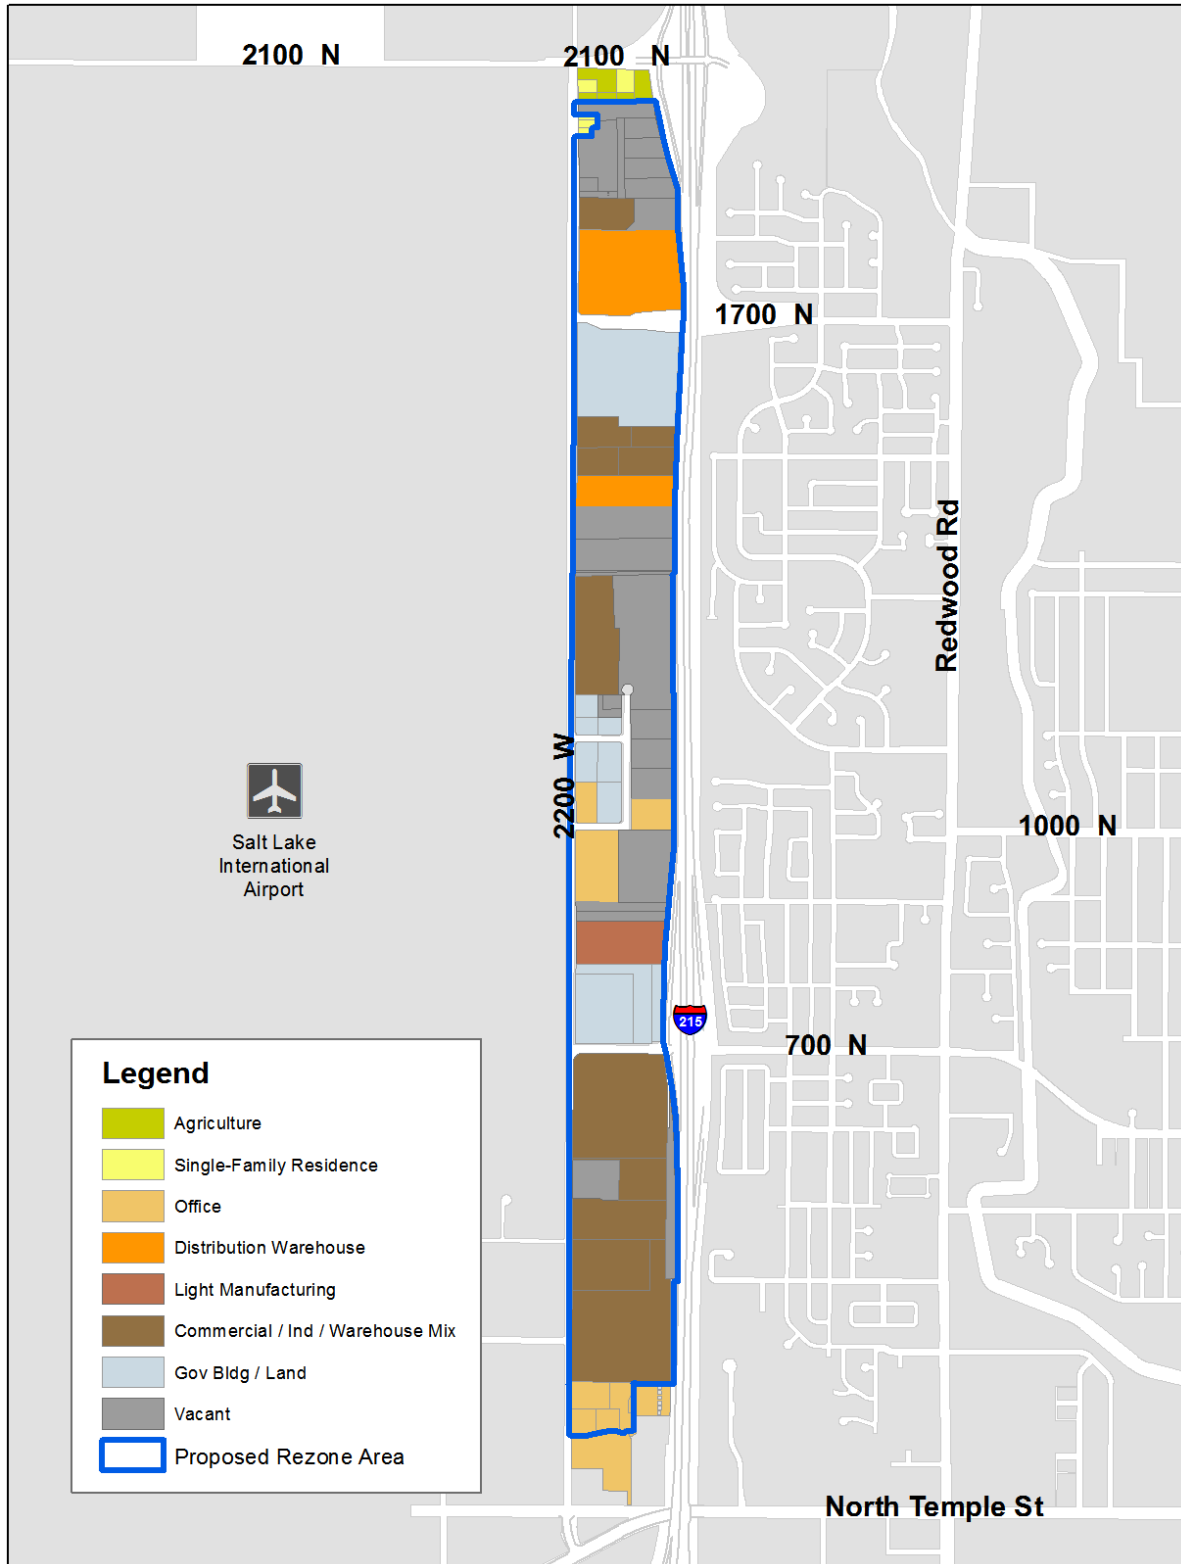 2100 N
2100 N
1700 N
Redwood Rd
2200 W
1000 N
Salt Lake
International
Airport
215
700 N
Legend
Agriculture
Single-Family Residence
Office
Distribution Warehouse
Light Manufacturing
Commercial / Ind / Warehouse Mix
Gov Bldg / Land
Vacant
Proposed Rezone Area
North Temple St